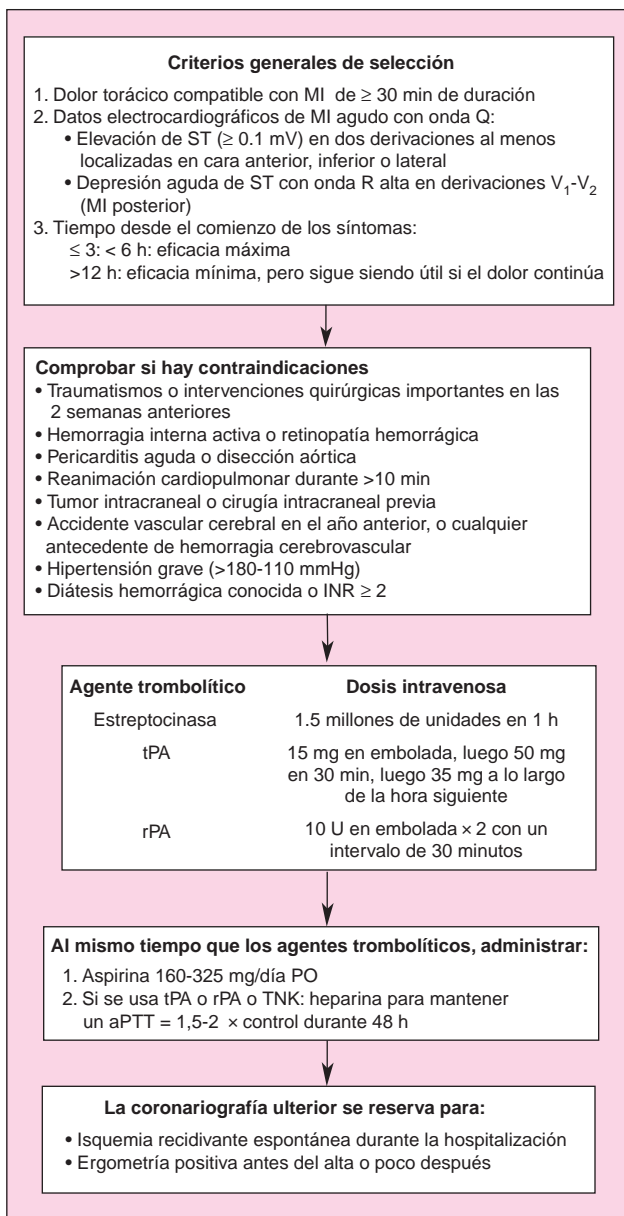 Criterios generales de selección
1. Dolor torácico compatible con MI de ≥ 30 min de duración
2. Datos electrocardiográficos de MI agudo con onda Q:
• Elevación de ST (≥ 0.1 mV) en dos derivaciones al menos
localizadas en cara anterior, inferior o lateral
• Depresión aguda de ST con onda R alta en derivaciones V1-V2
(MI posterior)
3. Tiempo desde el comienzo de los síntomas:
≤ 3: < 6 h: eficacia máxima
>12 h: eficacia mínima, pero sigue siendo útil si el dolor continúa
Comprobar si hay contraindicaciones
• Traumatismos o intervenciones quirúrgicas importantes en las
2 semanas anteriores
• Hemorragia interna activa o retinopatía hemorrágica
• Pericarditis aguda o disección aórtica
• Reanimación cardiopulmonar durante >10 min
• Tumor intracraneal o cirugía intracraneal previa
• Accidente vascular cerebral en el año anterior, o cualquier
antecedente de hemorragia cerebrovascular
• Hipertensión grave (>180-110 mmHg)
• Diátesis hemorrágica conocida o INR ≥ 2
Agente trombolítico Dosis intravenosa
Estreptocinasa 1.5 millones de unidades en 1 h
tPA 15 mg en embolada, luego 50 mg
en 30 min, luego 35 mg a lo largo
de la hora siguiente
rPA 10 U en embolada × 2 con un
intervalo de 30 minutos
Al mismo tiempo que los agentes trombolíticos, administrar:
1. Aspirina 160-325 mg/día PO
2. Si se usa tPA o rPA o TNK: heparina para mantener
un aPTT = 1,5-2 × control durante 48 h
La coronariografía ulterior se reserva para:
• Isquemia recidivante espontánea durante la hospitalización
• Ergometría positiva antes del alta o poco después